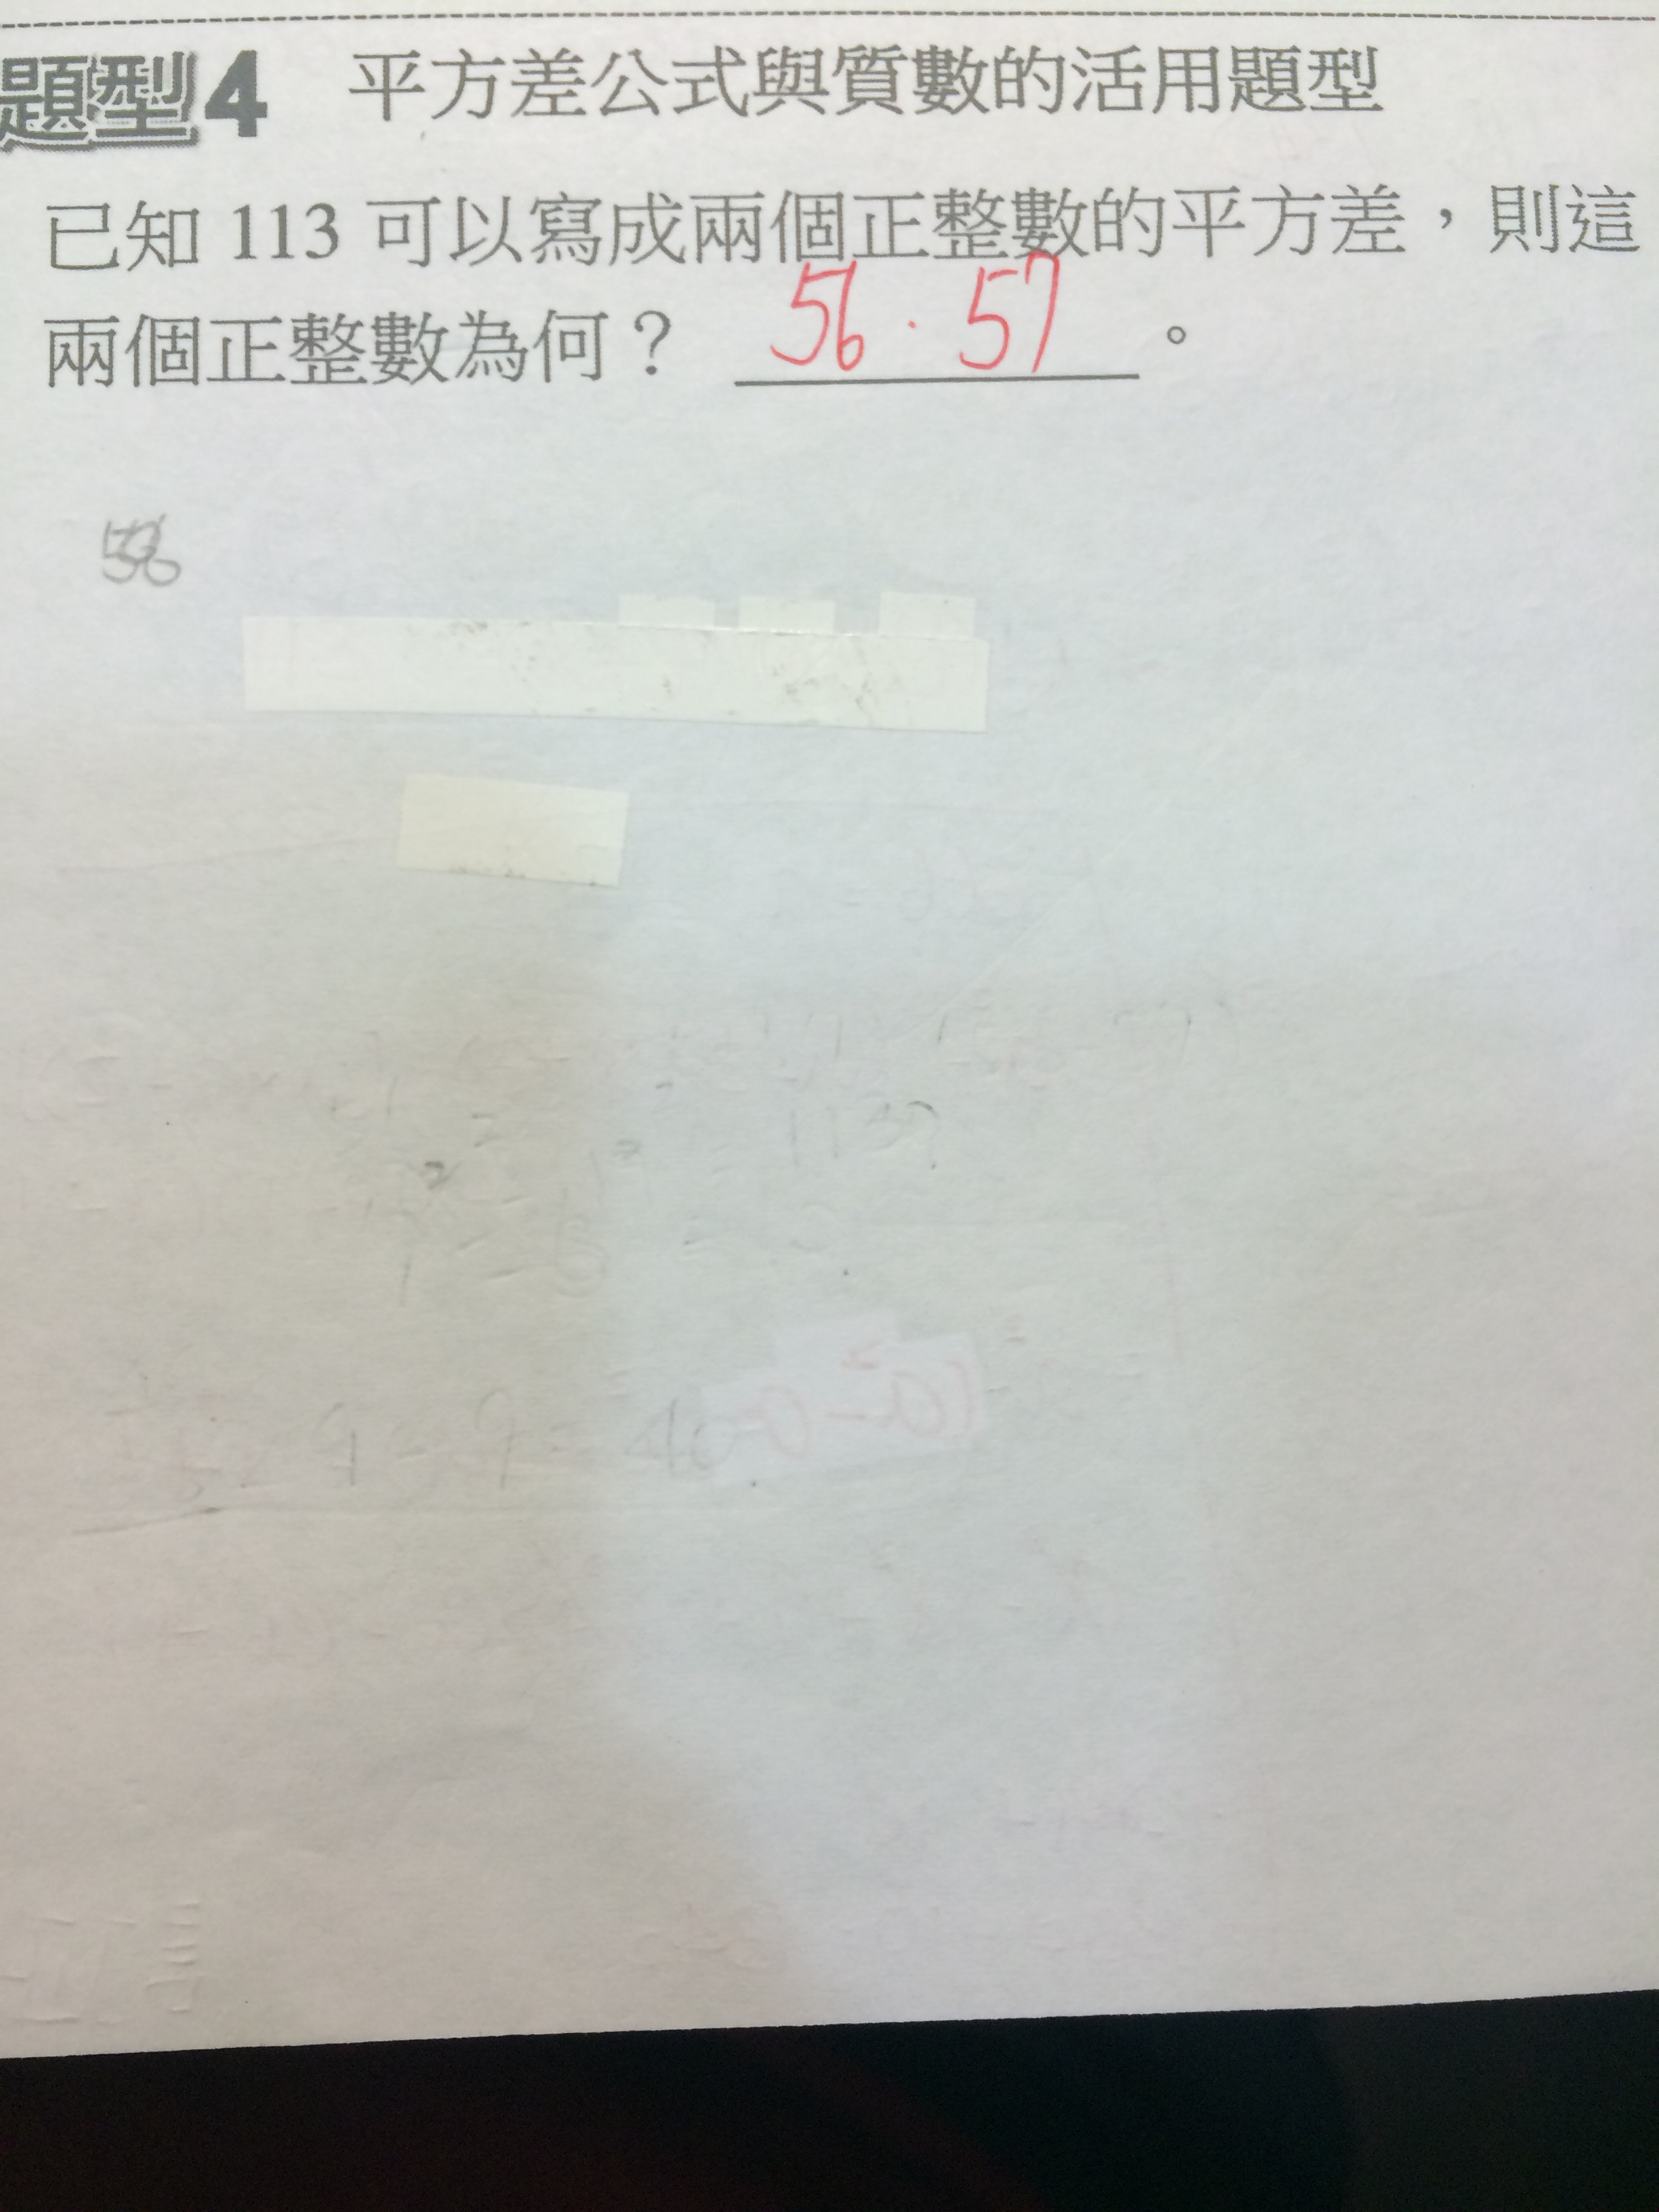 題型4 平方差公式與質數的活用題型
已知 113 可以寫成兩個正整數的平方差，則這
兩個正整數為何？ 56．57 。
56